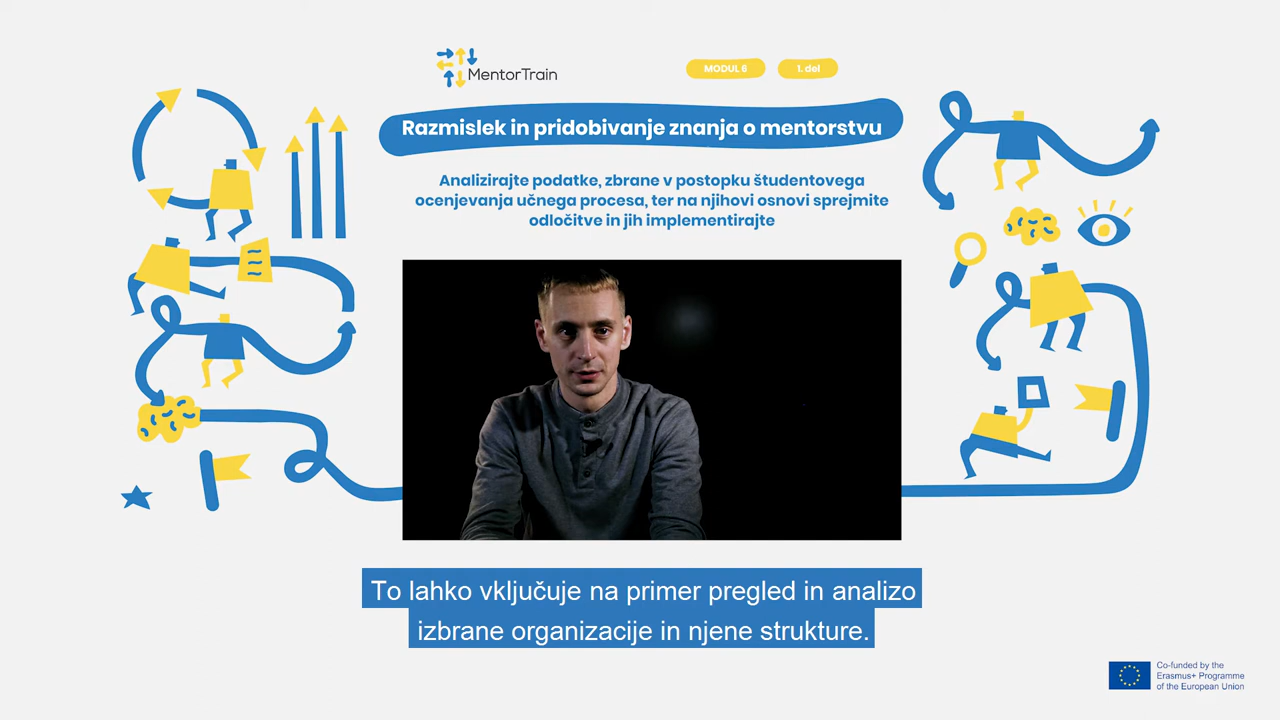 MentorTrain
MODUL 6
1. del
Razmislek in pridobivanje znanja o mentorstvu
Analizirajte podatke, zbrane v postopku študentovega
ocenjevanja učnega procesa, ter na njihovi osnovi sprejmite
odločitve in jih implementirajte
To lahko vključuje na primer pregled in analizo
izbrane organizacije in njene strukture.
Co-funded by the
Erasmus+ Programme
of the European Union